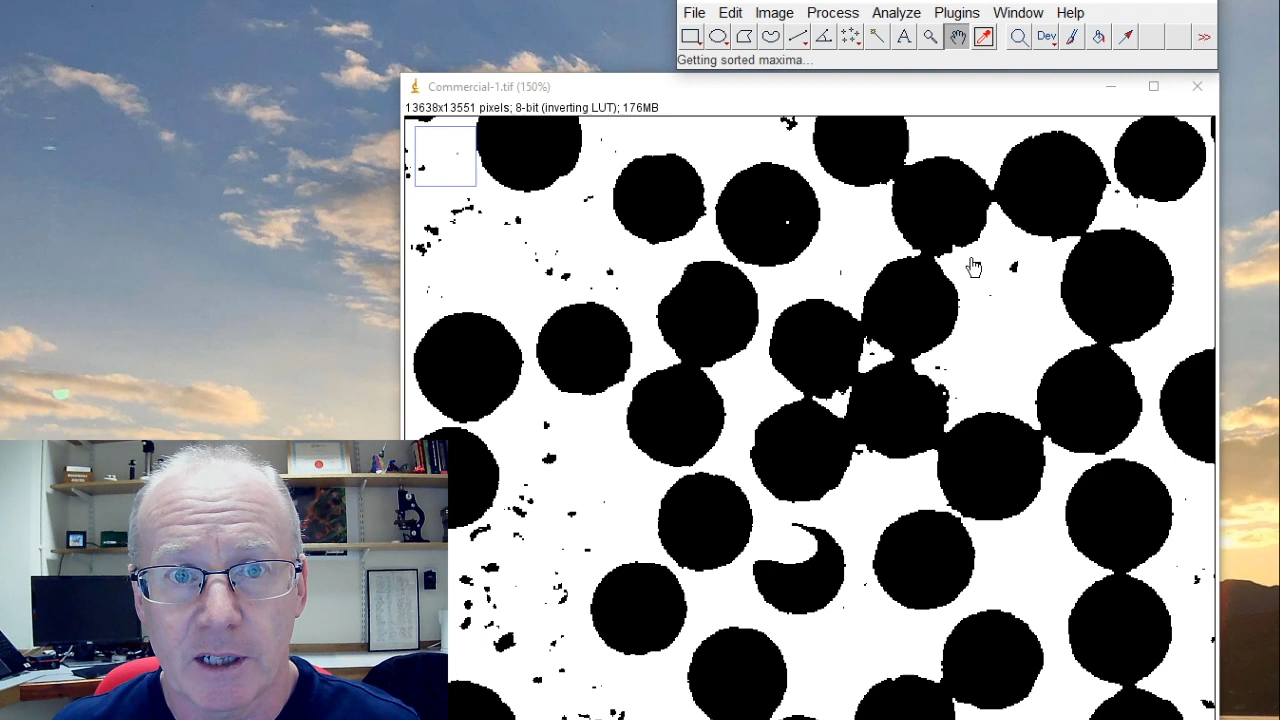 File Edit Image Process Analyze Plugins Window Help
Dev
Getting sorted maxima...
Commercial-1.tif (150%)
13638x13551 pixels; 8-bit (inverting LUT); 176MB